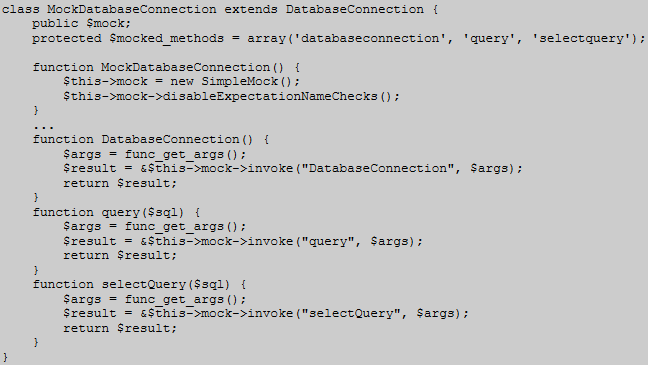 class MockDatabaseConnection extends DatabaseConnection {
    public $mock;
    protected $mocked_methods = array('databaseconnection', 'query', 'selectquery');

    function MockDatabaseConnection() {
        $this->mock = new SimpleMock();
        $this->mock->disableExpectationNameChecks();
    }
    ...
    function DatabaseConnection() {
        $args = func_get_args();
        $result = &$this->mock->invoke("DatabaseConnection", $args);
        return $result;
    }
    function query($sql) {
        $args = func_get_args();
        $result = &$this->mock->invoke("query", $args);
        return $result;
    }
    function selectQuery($sql) {
        $args = func_get_args();
        $result = &$this->mock->invoke("selectQuery", $args);
        return $result;
    }
}